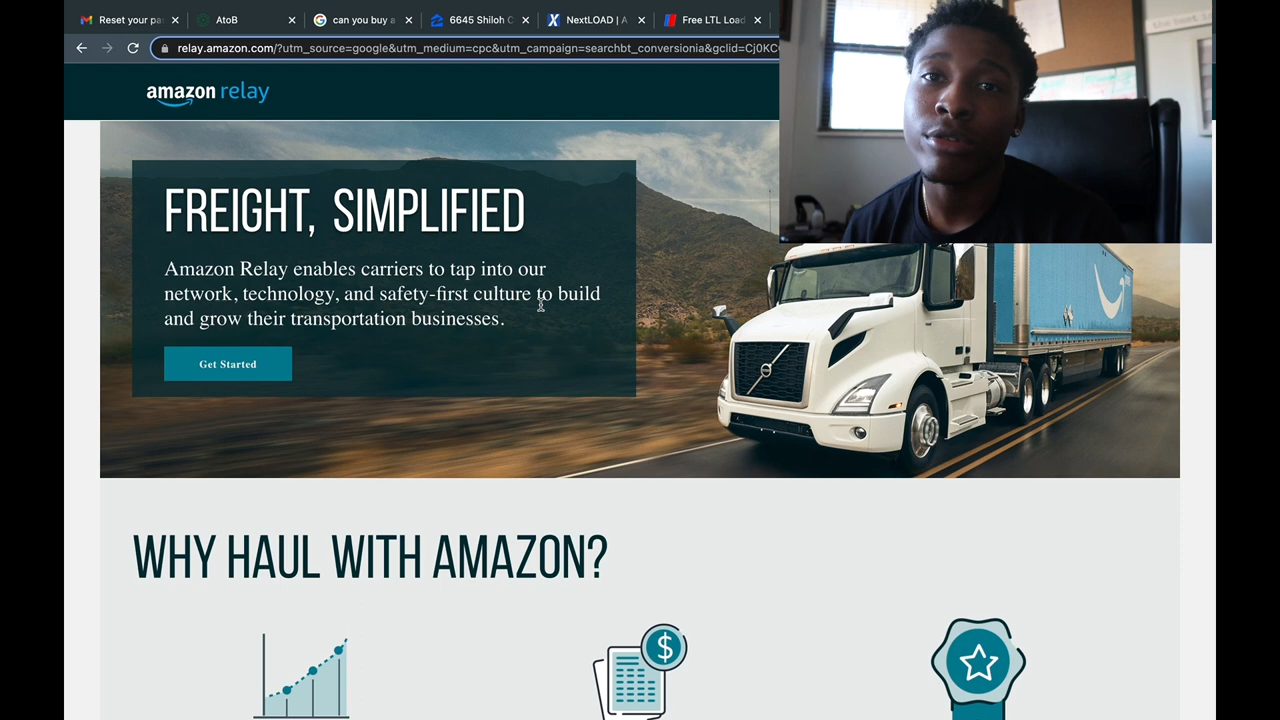 Reset your pa
AtoB
can you buy a
6645 Shiloh C
NextLOAD | A
Free LTL Load
relay.amazon.com/?utm_source=google&utm_medium=cpc&utm_campaign=searchbt_conversionia&gclid=Cj0KC
amazon relay
FREIGHT, SIMPLIFIED
Amazon Relay enables carriers to tap into our
network, technology, and safety-first culture to build
and grow their transportation businesses.
Get Started
WHY HAUL WITH AMAZON?
$